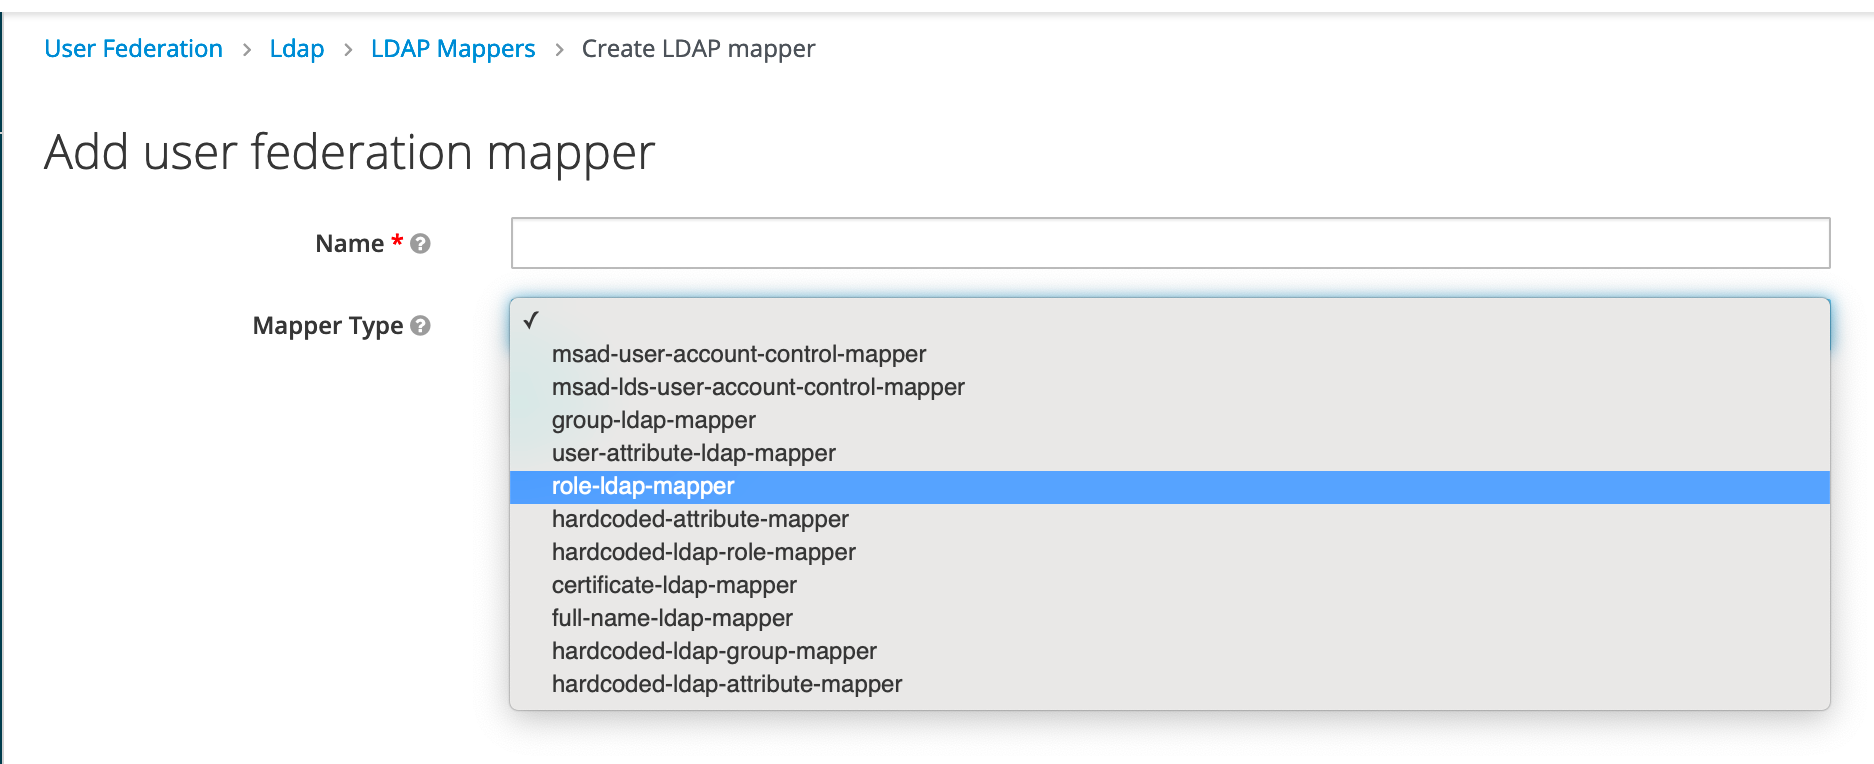 User Federation > Ldap > LDAP Mappers > Create LDAP mapper
Add user federation mapper
Name *
Mapper Type
✓
msad-user-account-control-mapper
msad-lds-user-account-control-mapper
group-ldap-mapper
user-attribute-ldap-mapper
role-ldap-mapper
hardcoded-attribute-mapper
hardcoded-ldap-role-mapper
certificate-ldap-mapper
full-name-ldap-mapper
hardcoded-ldap-group-mapper
hardcoded-ldap-attribute-mapper